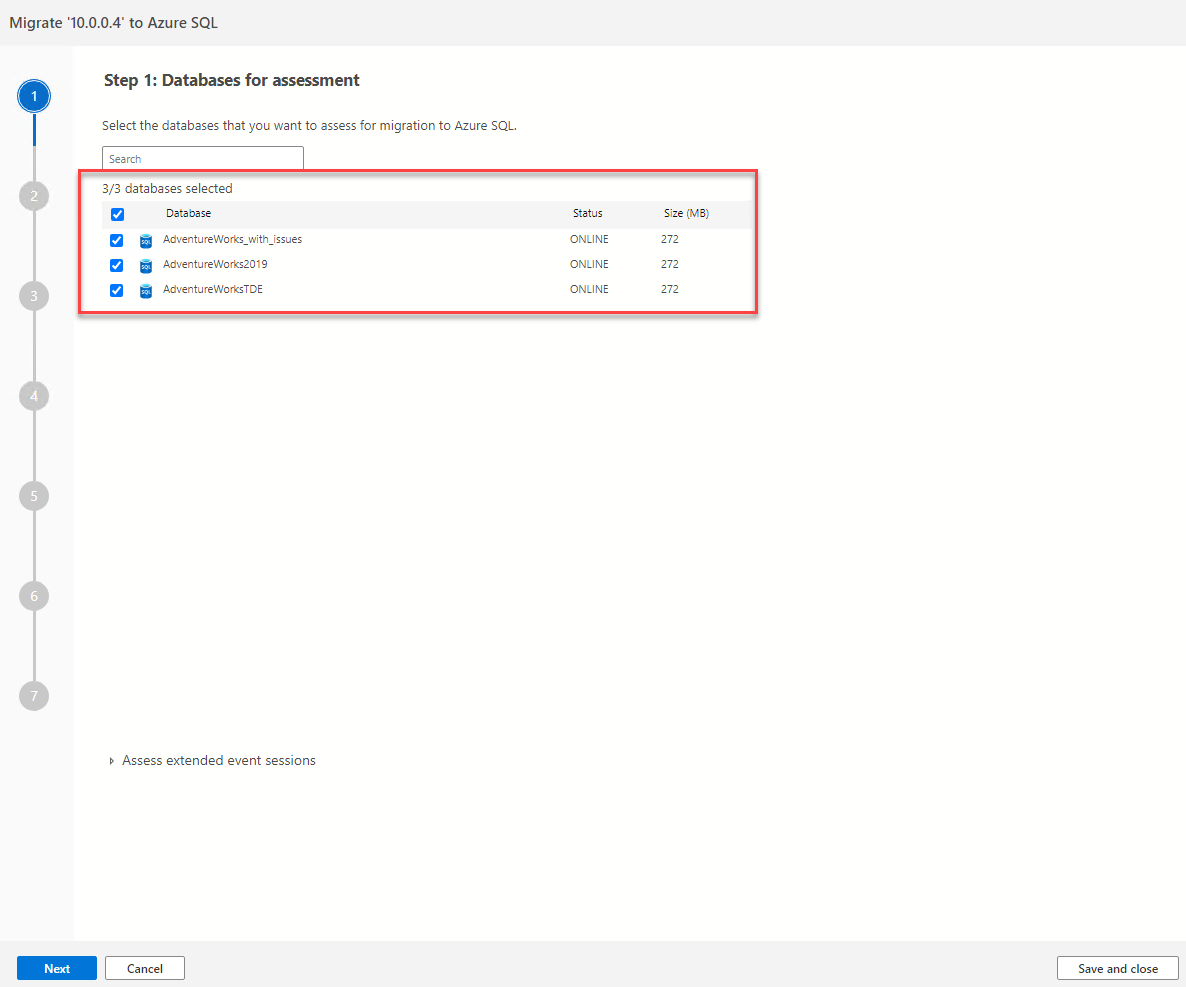 Migrate '10.0.0.4' to Azure SQL
1
Step 1: Databases for assessment
Select the databases that you want to assess for migration to Azure SQL.
Search
3/3 databases selected
Database Status Size (MB)
SQL AdventureWorks_with_issues ONLINE 272
SQL AdventureWorks2019 ONLINE 272
SQL AdventureWorksTDE ONLINE 272
2
3
4
5
6
7
Assess extended event sessions
Next Cancel Save and close